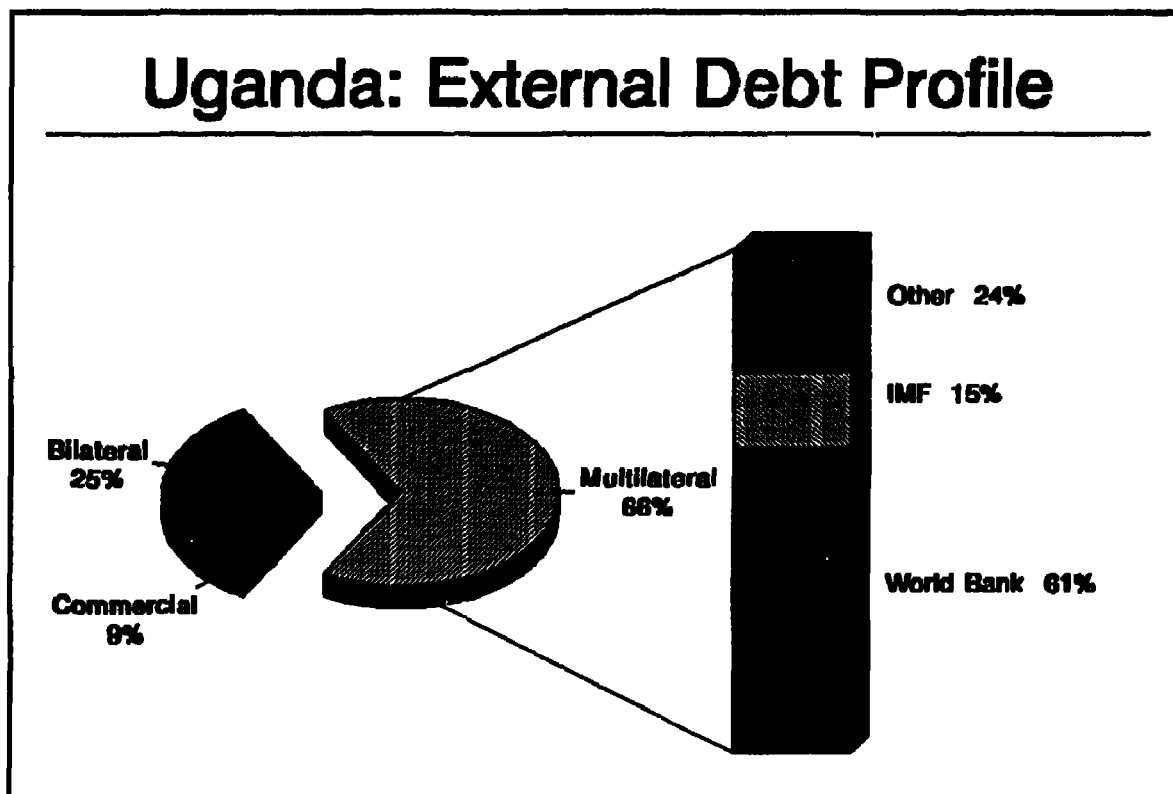 Uganda: External Debt Profile
Other 24%
IMF 15%
Bilateral
25%
Multilateral
66%
World Bank 61%
Commercial
9%